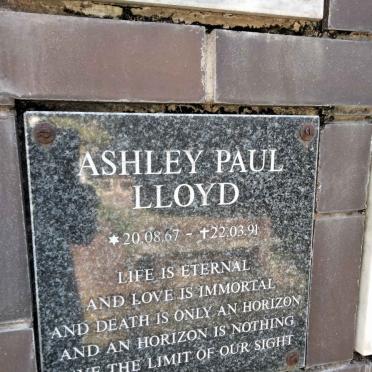 ASHLEY PAUL
LLOYD
✶ 20.08.67 - ✝ 22.03.91
LIFE IS ETERNAL
AND LOVE IS IMMORTAL
AND DEATH IS ONLY AN HORIZON
AND AN HORIZON IS NOTHING
THE LIMIT OF OUR SIGHT